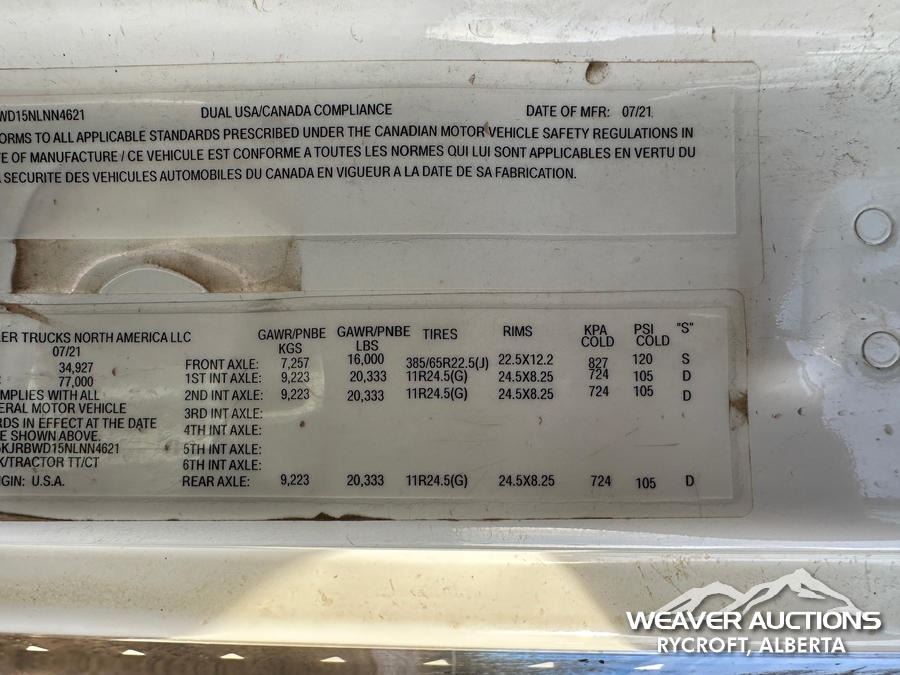 WD15NLNN4621 DUAL USA/CANADA COMPLIANCE DATE OF MFR: 07/21
ORMS TO ALL APPLICABLE STANDARDS PRESCRIBED UNDER THE CANADIAN MOTOR VEHICLE SAFETY REGULATIONS IN
TE OF MANUFACTURE / CE VEHICULE EST CONFORME A TOUTES LES NORMES QUI LUI SONT APPLICABLES EN VERTU DU
A SECURITE DES VEHICULES AUTOMOBILES DU CANADA EN VIGUEUR A LA DATE DE SA FABRICATION.
LER TRUCKS NORTH AMERICA LLC
07/21
34,927
77,000
MPLIES WITH ALL
ERAL MOTOR VEHICLE
RDS IN EFFECT AT THE DATE
E SHOWN ABOVE.
KJRBWD15NLNN4621
K/TRACTOR TT/CT
GIN: U.S.A.
GAWR/PNBE KGS GAWR/PNBE LBS TIRES RIMS KPA COLD PSI COLD "S"
FRONT AXLE: 7,257 16,000 385/65R22.5(J) 22.5X12.2 827 120 S
1ST INT AXLE: 9,223 20,333 11R24.5(G) 24.5X8.25 724 105 D
2ND INT AXLE: 9,223 20,333 11R24.5(G) 24.5X8.25 724 105 D
3RD INT AXLE:
4TH INT AXLE:
5TH INT AXLE:
6TH INT AXLE:
REAR AXLE: 9,223 20,333 11R24.5(G) 24.5X8.25 724 105 D
WEAVER AUCTIONS
RYCROFT, ALBERTA